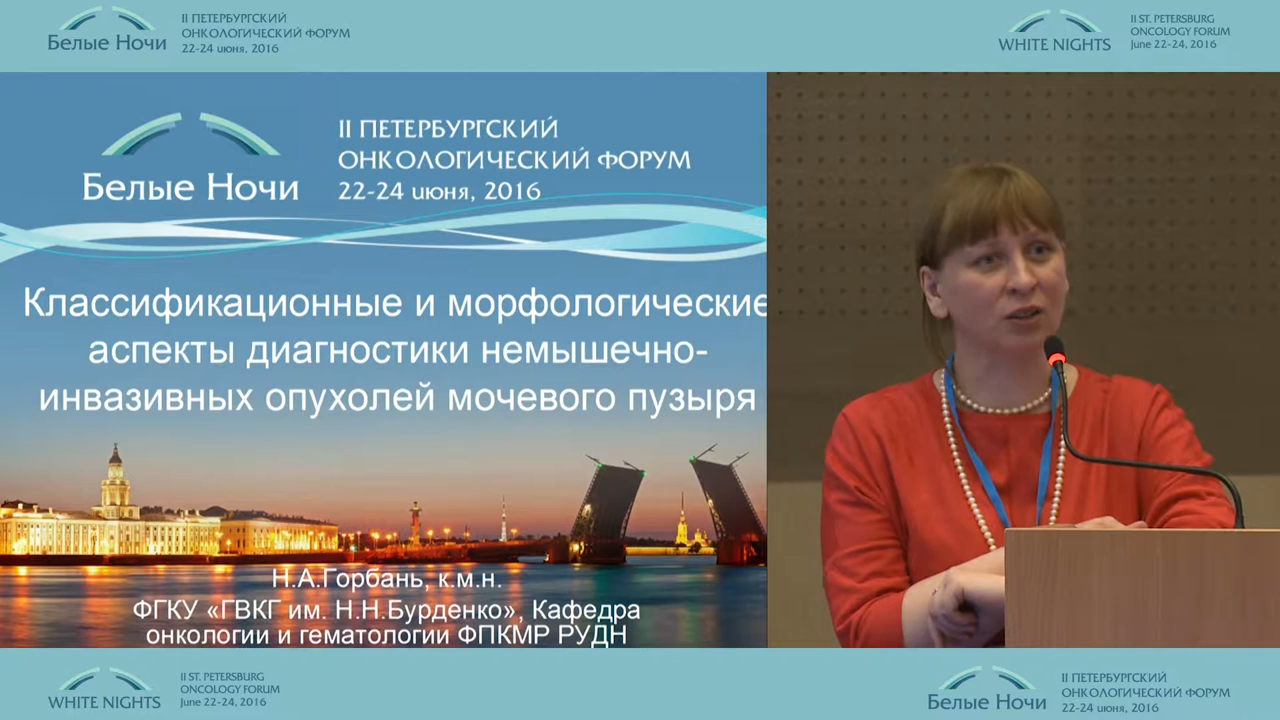 Белые Ночи
II ПЕТЕРБУРГСКИЙ
ОНКОЛОГИЧЕСКИЙ ФОРУМ
22-24 июня, 2016
WHITE NIGHTS
II ST. PETERSBURG
ONCOLOGY FORUM
June 22-24, 2016
Белые Ночи
II ПЕТЕРБУРГСКИЙ
ОНКОЛОГИЧЕСКИЙ ФОРУМ
22-24 июня, 2016
Классификационные и морфологические
аспекты диагностики немышечно-
инвазивных опухолей мочевого пузыря
Н.А.Горбань, к.м.н.
ФГКУ «ГВКГ им. Н.Н.Бурденко», Кафедра
онкологии и гематологии ФПКМР РУДН
WHITE NIGHTS
II ST. PETERSBURG
ONCOLOGY FORUM
June 22-24, 2016
Белые Ночи
II ПЕТЕРБУРГСКИЙ
ОНКОЛОГИЧЕСКИЙ ФОРУМ
22-24 июня, 2016